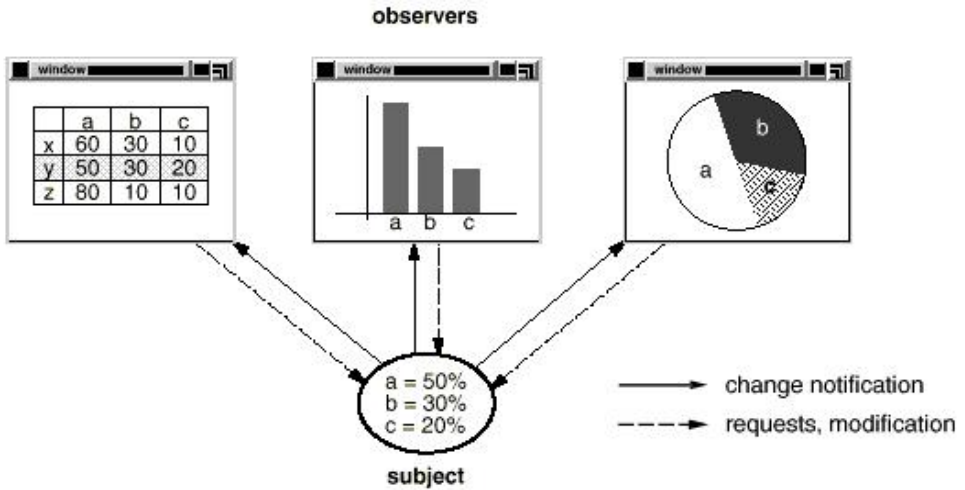 observers
window
window
window
a b c
x 60 30 10
y 50 30 20
z 80 10 10
a b c
a
b
c
a = 50%
b = 30%
c = 20%
subject
change notification
requests, modification